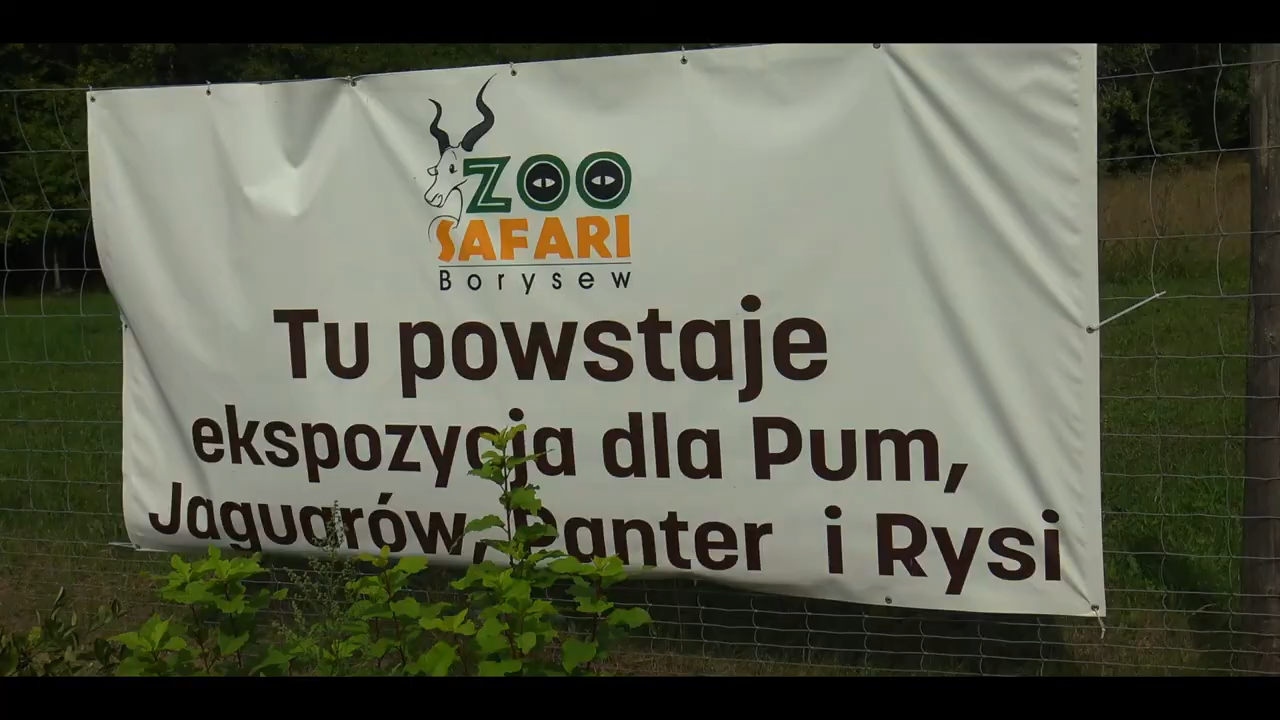 ZOO
SAFARI
Borysew
Tu powstaje
ekspozycja dla Pum,
Jaguarów, Panter i Rysi